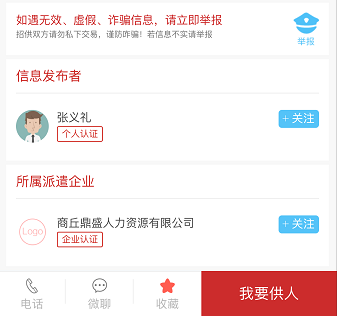 如遇无效、虚假、诈骗信息，请立即举报
招供双方请勿私下交易，谨防诈骗！若信息不实请举报
举报
信息发布者
张义礼
个人认证
+ 关注
所属派遣企业
Logo
商丘鼎盛人力资源有限公司
企业认证
+ 关注
电话
微聊
收藏
我要供人